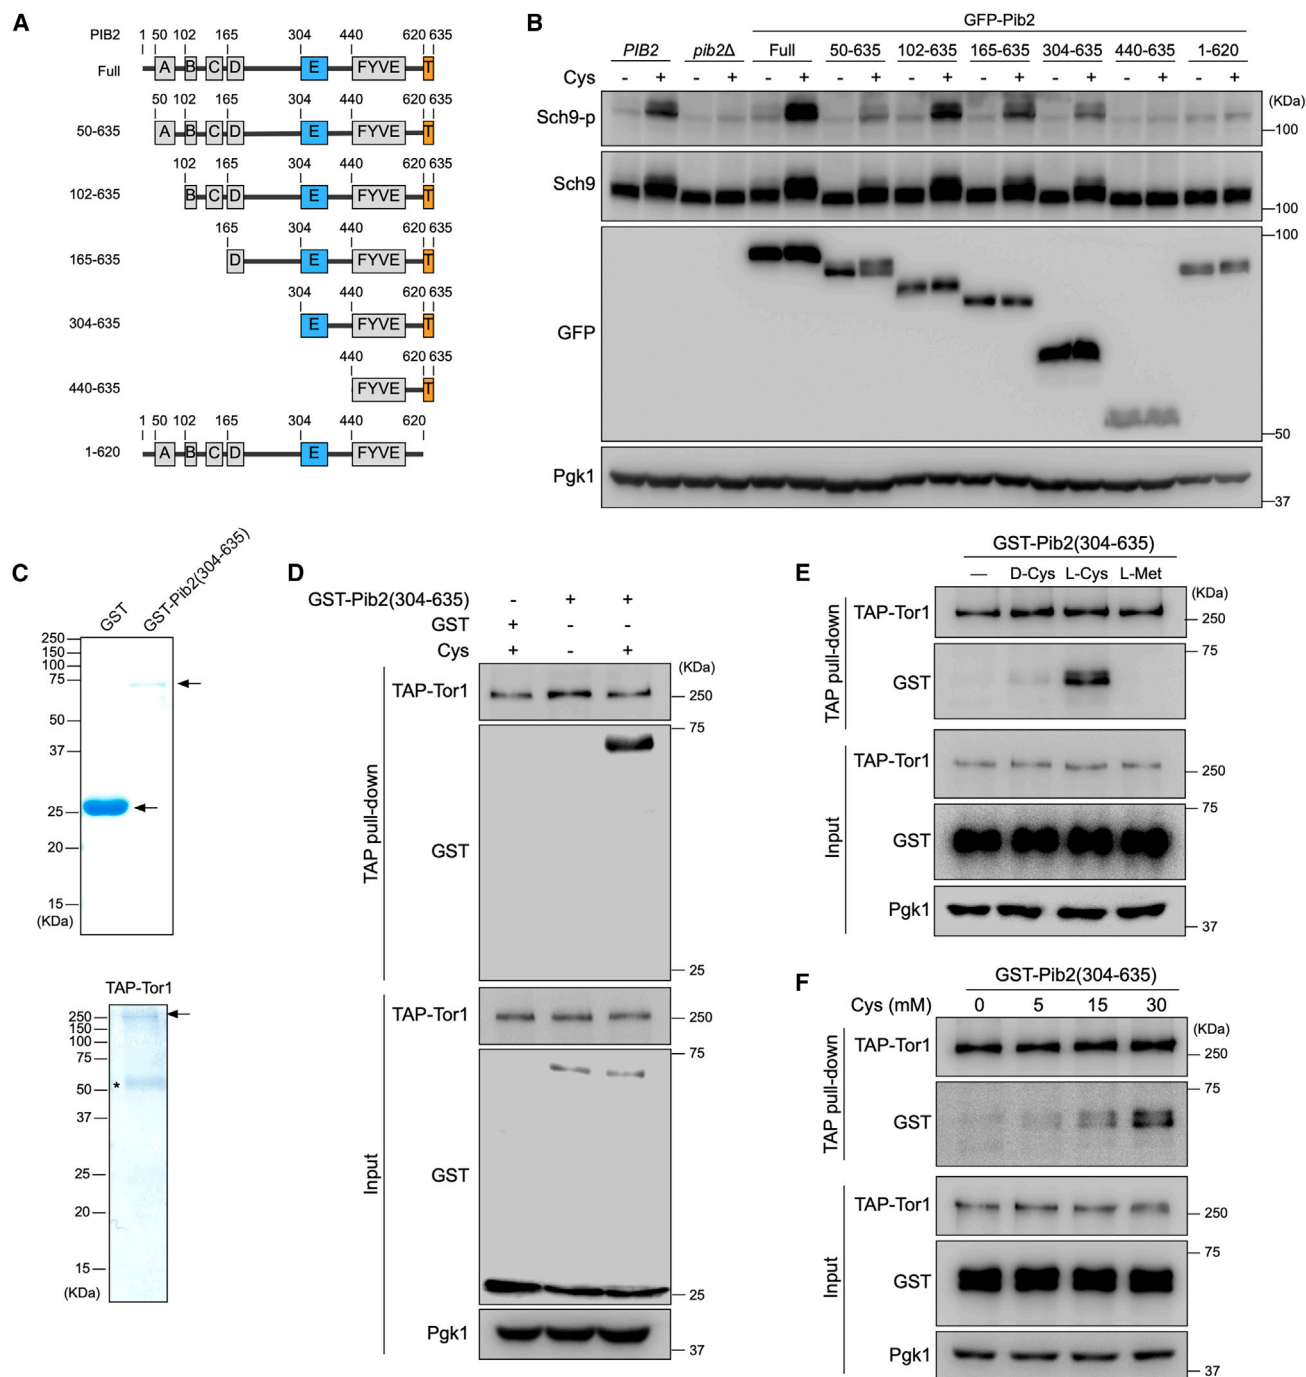 A
PIB2
1 50 102 165 304 440 620 635
Full
A B C D E FYVE T
50 102 165 304 440 620 635
50-635
A B C D E FYVE T
102 165 304 440 620 635
102-635
B C D E FYVE T
165 304 440 620 635
165-635
D E FYVE T
304 440 620 635
304-635
E FYVE T
440 620 635
440-635
FYVE T
1 50 102 165 304 440 620
1-620
A B C D E FYVE
B
GFP-Pib2
PIB2 pib2Δ Full 50-635 102-635 165-635 304-635 440-635 1-620
Cys - + - + - + - + - + - + - + - + - +
(KDa)
Sch9-p
100
Sch9
100
100
GFP
50
Pgk1
37
C
GST
GST-Pib2(304-635)
250
150
100
75
50
37
25
20
15
(KDa)
TAP-Tor1
250
150
100
75
50
*
37
25
20
15
(KDa)
D
GST-Pib2(304-635) - + +
GST + - -
Cys + - +
(KDa)
TAP pull-down
TAP-Tor1
250
75
GST
25
Input
TAP-Tor1
250
75
GST
25
Pgk1
37
E
GST-Pib2(304-635)
— D-Cys L-Cys L-Met
(KDa)
TAP pull-down
TAP-Tor1
250
75
GST
Input
TAP-Tor1
250
75
GST
Pgk1
37
F
GST-Pib2(304-635)
Cys (mM) 0 5 15 30
(KDa)
TAP pull-down
TAP-Tor1
250
75
GST
Input
TAP-Tor1
250
75
GST
Pgk1
37